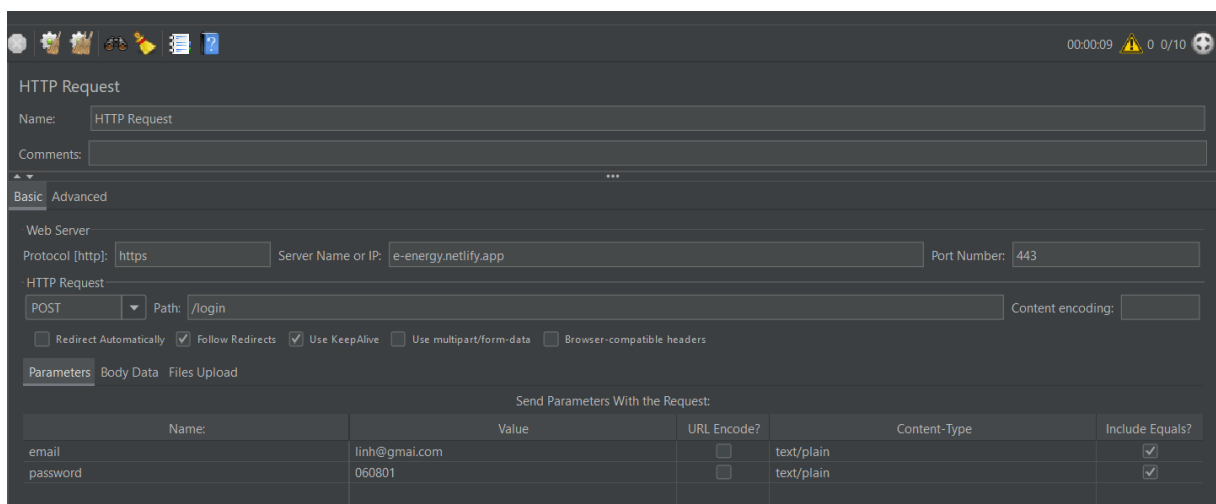 00:00:09 0 0/10
HTTP Request
Name: HTTP Request
Comments:
Basic Advanced
Web Server
Protocol [http]: https Server Name or IP: e-energy.netlify.app Port Number: 443
HTTP Request
POST Path: /login Content encoding:
Redirect Automatically Follow Redirects Use KeepAlive Use multipart/form-data Browser-compatible headers
Parameters Body Data Files Upload
Send Parameters With the Request:
Name: Value URL Encode? Content-Type Include Equals?
email linh@gmai.com text/plain
password 060801 text/plain